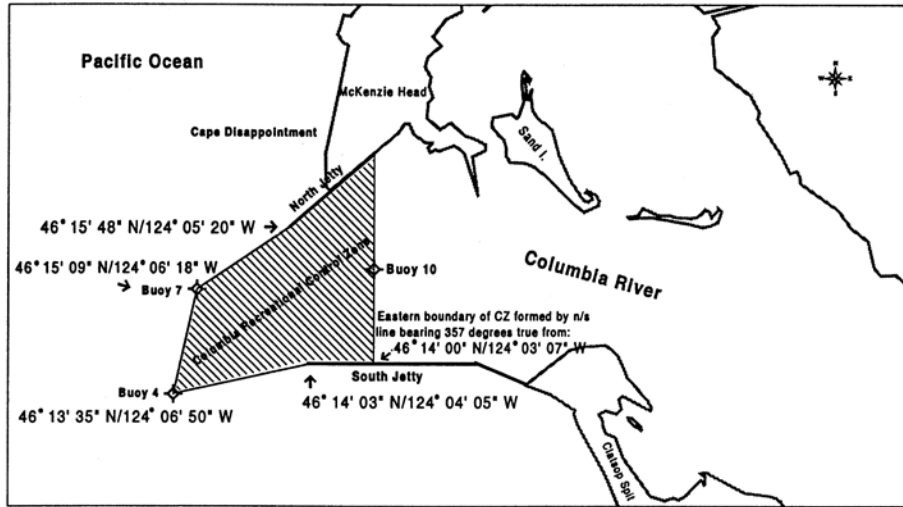 Pacific Ocean
McKenzie Head
N
W E
S
Cape Disappointment
Sand I.
North Jetty
46° 15' 48" N/124° 05' 20" W
46° 15' 09" N/124° 06' 18" W
Buoy 7
Columbia Recreational Control Zone
Buoy 10
Columbia River
Eastern boundary of CZ formed by n/s
line bearing 357 degrees true from:
46° 14' 00" N/124° 03' 07" W
South Jetty
Buoy 4
46° 13' 35" N/124° 06' 50" W
46° 14' 03" N/124° 04' 05" W
Clatsop Spit